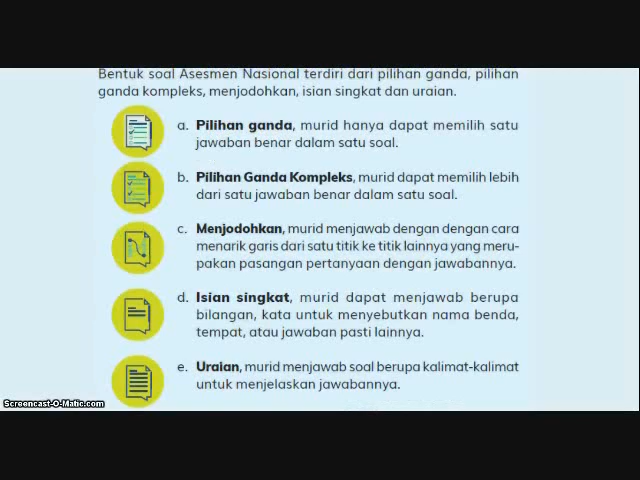 Bentuk soal Asesmen Nasional terdiri dari pilihan ganda, pilihan
ganda kompleks, menjodohkan, isian singkat dan uraian.
a. Pilihan ganda, murid hanya dapat memilih satu
jawaban benar dalam satu soal.
b. Pilihan Ganda Kompleks, murid dapat memilih lebih
dari satu jawaban benar dalam satu soal.
c. Menjodohkan, murid menjawab dengan dengan cara
menarik garis dari satu titik ke titik lainnya yang meru-
pakan pasangan pertanyaan dengan jawabannya.
d. Isian singkat, murid dapat menjawab berupa
bilangan, kata untuk menyebutkan nama benda,
tempat, atau jawaban pasti lainnya.
e. Uraian, murid menjawab soal berupa kalimat-kalimat
untuk menjelaskan jawabannya.
Screencast-O-Matic.com